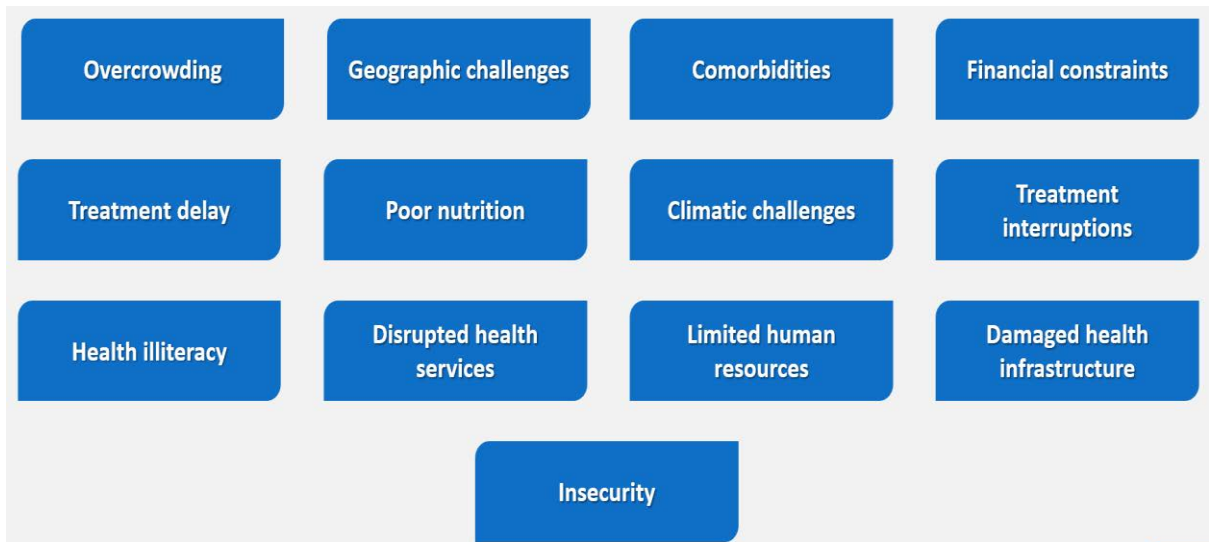 Overcrowding
Geographic challenges
Comorbidities
Financial constraints
Treatment delay
Poor nutrition
Climatic challenges
Treatment
interruptions
Health illiteracy
Disrupted health
services
Limited human
resources
Damaged health
infrastructure
Insecurity